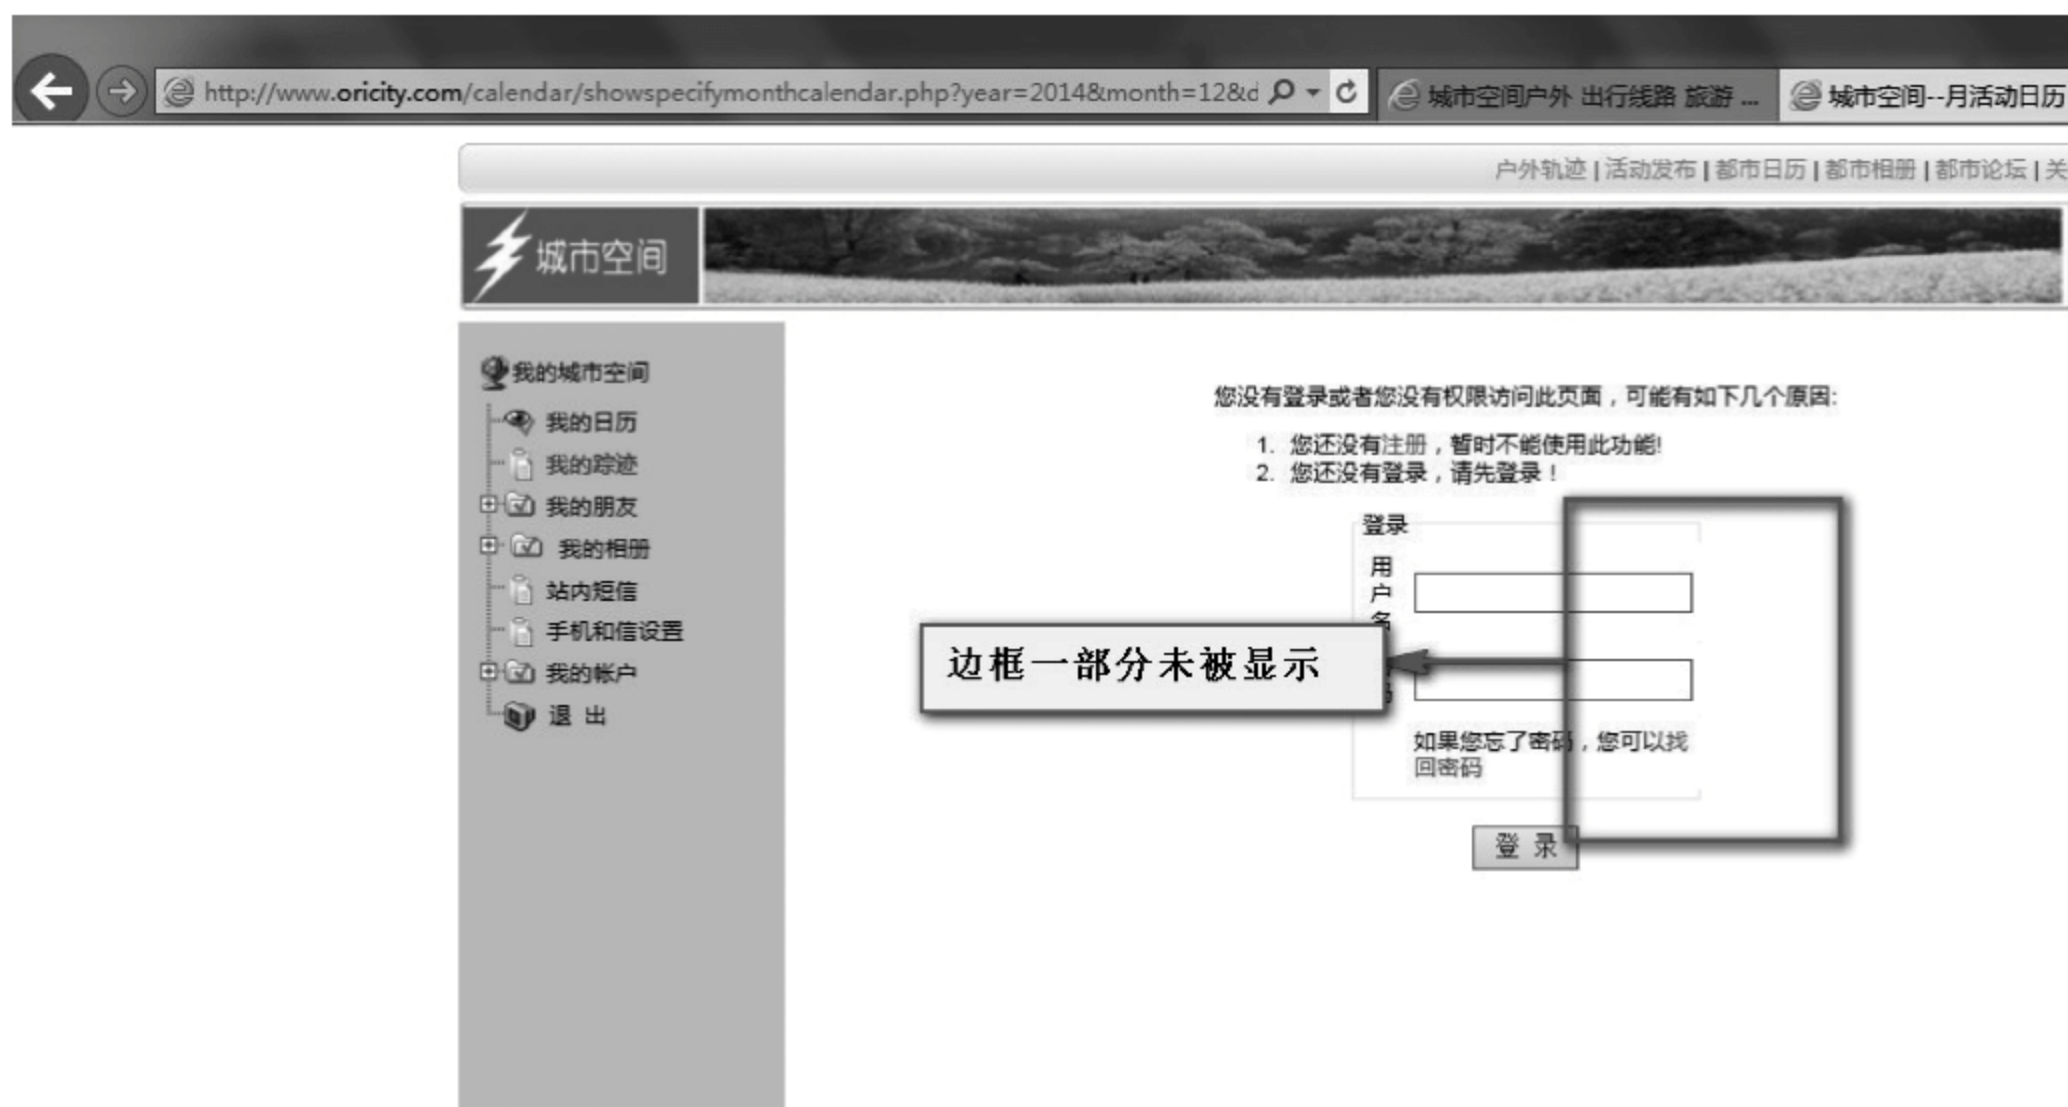 http://www.oricity.com/calendar/showspecifymonthcalendar.php?year=2014&month=12&d
城市空间户外 出行线路 旅游 ...
城市空间--月活动日历
户外轨迹 | 活动发布 | 都市日历 | 都市相册 | 都市论坛 | 关
城市空间
我的城市空间
我的日历
我的踪迹
我的朋友
我的相册
站内短信
手机和信设置
我的帐户
退 出
您没有登录或者您没有权限访问此页面，可能有如下几个原因:
1. 您还没有注册，暂时不能使用此功能!
2. 您还没有登录，请先登录！
登录
用
户
名
边框一部分未被显示
如果您忘了密码，您可以找
回密码
登 录